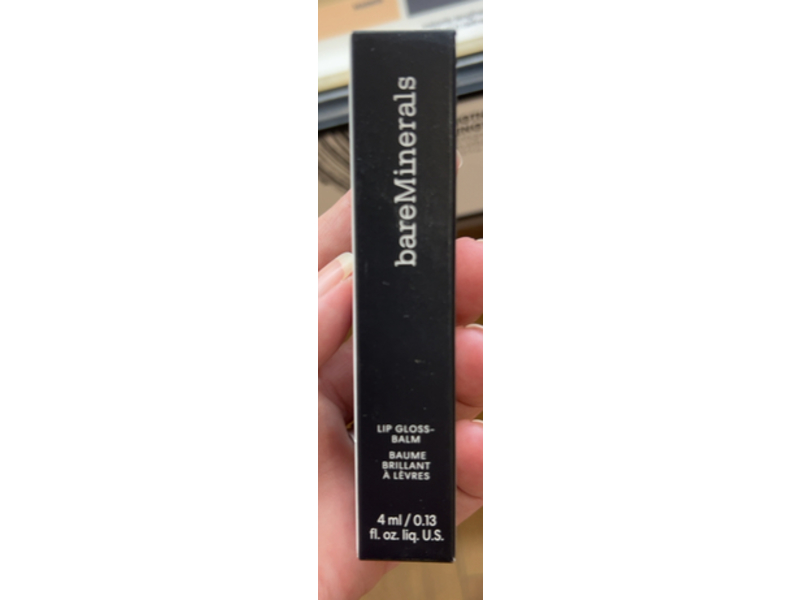 bareMinerals
LIP GLOSS-
BALM
BAUME
BRILLANT
À LÈVRES
4 ml / 0.13
fl. oz. liq. U.S.